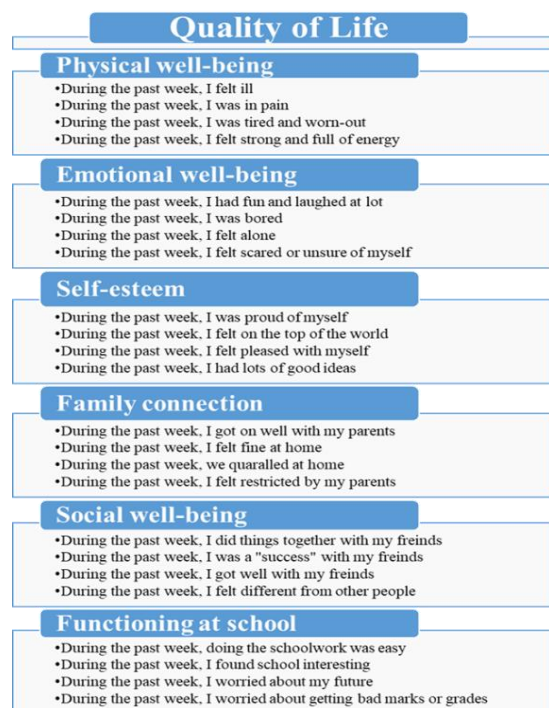 Quality of Life
Physical well-being
•During the past week, I felt ill
•During the past week, I was in pain
•During the past week, I was tired and worn-out
•During the past week, I felt strong and full of energy
Emotional well-being
•During the past week, I had fun and laughed at lot
•During the past week, I was bored
•During the past week, I felt alone
•During the past week, I felt scared or unsure of myself
Self-esteem
•During the past week, I was proud of myself
•During the past week, I felt on the top of the world
•During the past week, I felt pleased with myself
•During the past week, I had lots of good ideas
Family connection
•During the past week, I got on well with my parents
•During the past week, I felt fine at home
•During the past week, we quaralled at home
•During the past week, I felt restricted by my parents
Social well-being
•During the past week, I did things together with my freinds
•During the past week, I was a "success" with my freinds
•During the past week, I got well with my freinds
•During the past week, I felt different from other people
Functioning at school
•During the past week, doing the schoolwork was easy
•During the past week, I found school interesting
•During the past week, I worried about my future
•During the past week, I worried about getting bad marks or grades